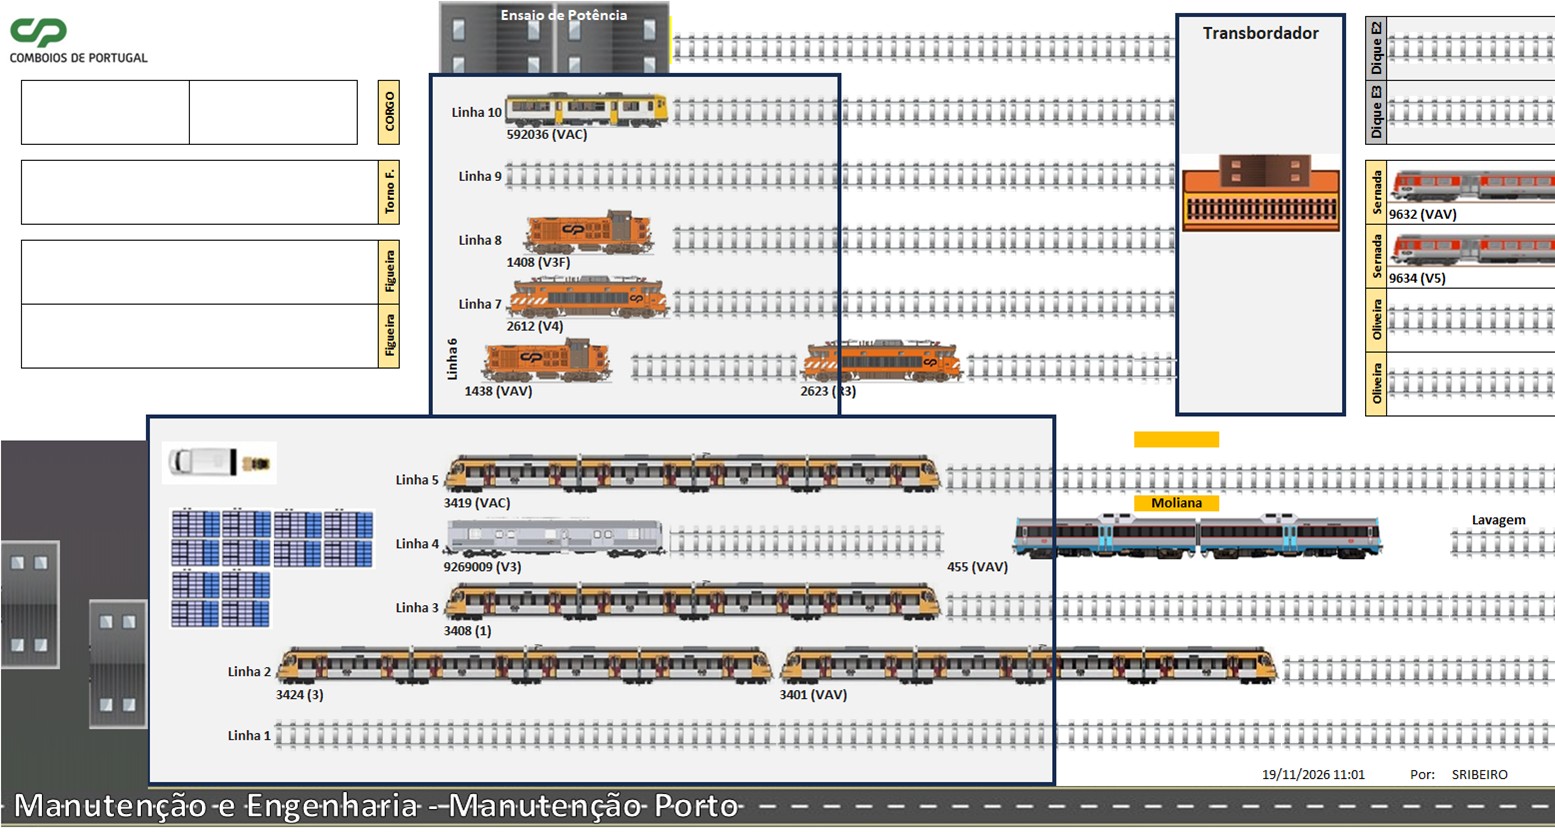 Ensaio de Potência
Transbordador
Dique E2
Dique E3
CP
COMBOIOS DE PORTUGAL
CORGO
Torno F.
Figueira
Figueira
Linha 10
592036 (VAC)
Linha 9
Linha 8
1408 (V3F)
Linha 7
2612 (V4)
Linha 6
1438 (VAV)
2623 (R3)
Sernada
9632 (VAV)
Sernada
9634 (V5)
Oliveira
Oliveira
Linha 5
3419 (VAC)
Moliana
Lavagem
Linha 4
9269009 (V3)
455 (VAV)
Linha 3
3408 (1)
Linha 2
3424 (3)
3401 (VAV)
Linha 1
19/11/2026 11:01 Por: SRIBEIRO
Manutenção e Engenharia - Manutenção Porto